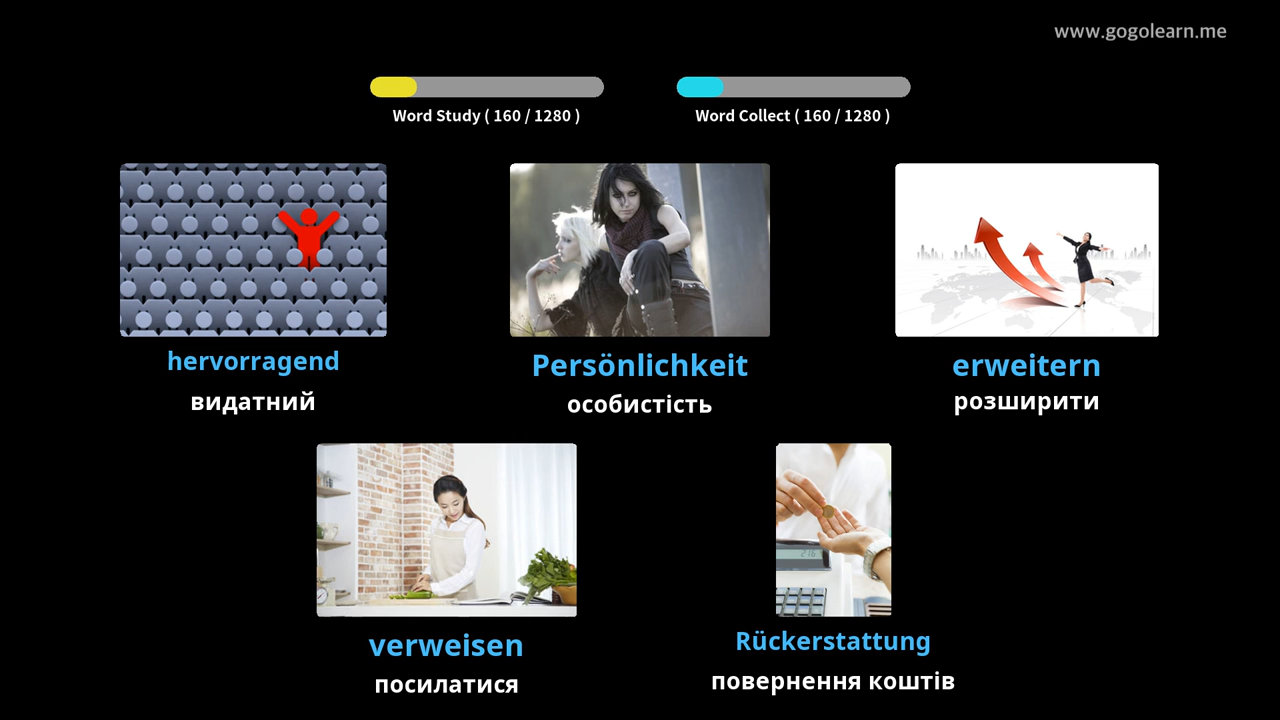 www.gogolearn.me
Word Study ( 160 / 1280 )
Word Collect ( 160 / 1280 )
hervorragend
видатний
Persönlichkeit
особистість
erweitern
розширити
verweisen
посилатися
Rückerstattung
повернення коштів